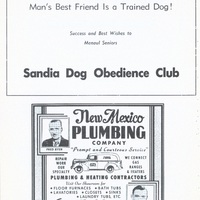 Man's Best Friend Is a Trained Dog!
Success and Best Wishes to
Menaul Seniors
Sandia Dog Obedience Club
New Mexico
PLUMBING
COMPANY
"Prompt and Courteous Service"
REPAIR
WORK
OUR
SPECIALTY
WE CONNECT
GAS
RANGES
& HEATERS
PLUMBING & HEATING CONTRACTORS
Visit Our Showroom for
• FLOOR FURNACES • BATH TUBS
• LAVATORIES • CLOSETS • SINKS
• LAUNDRY TUBS, ETC.